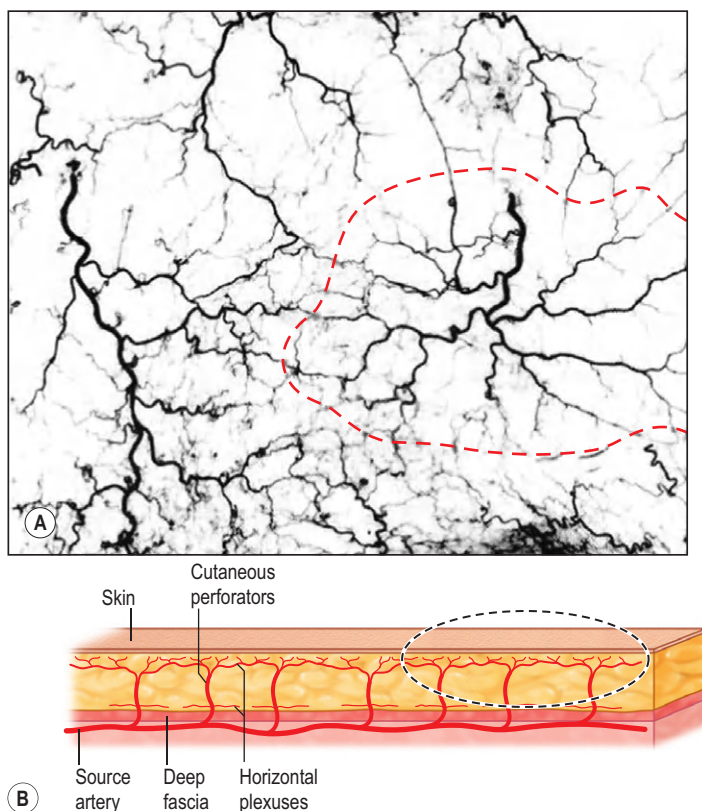 A
Cutaneous
perforators
Skin
Source
artery
Deep
fascia
Horizontal
plexuses
B